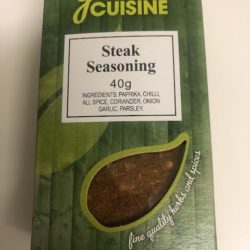 CUISINE
Steak
Seasoning
40g
INGREDIENTS: PAPRIKA, CHILLI,
ALL SPICE, CORIANDER, ONION
GARLIC, PARSLEY.
fine quality herbs and spices